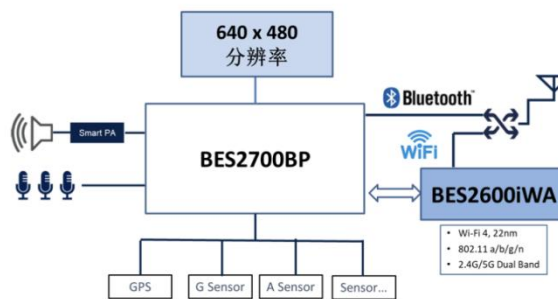 640 x 480
分辨率
Bluetooth™
Smart PA
WiFi
BES2700BP
BES2600iWA
• Wi-Fi 4, 22nm
• 802.11 a/b/g/n
• 2.4G/5G Dual Band
GPS
G Sensor
A Sensor
Sensor...